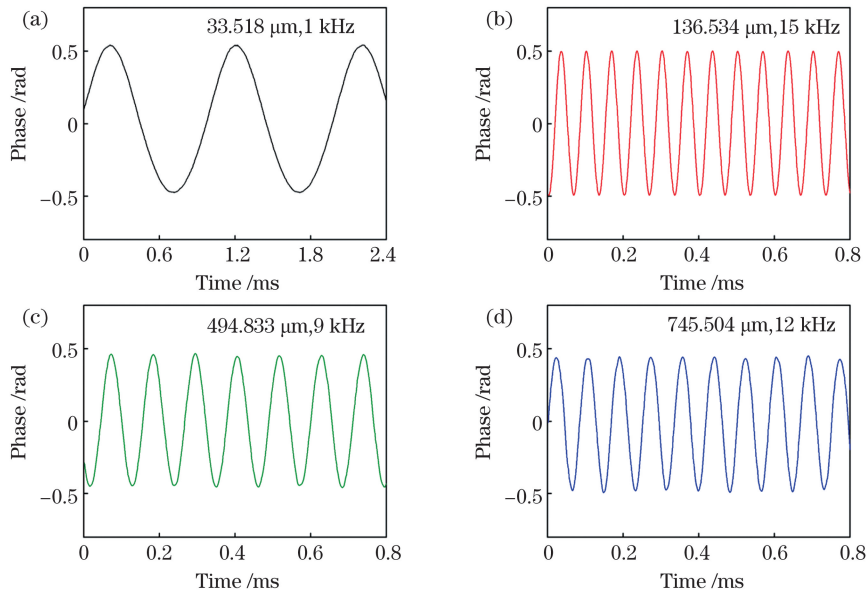 (a)
33.518 μm,1 kHz
Phase /rad
0.5
0
−0.5
0 0.6 1.2 1.8 2.4
Time /ms
(b)
136.534 μm,15 kHz
Phase /rad
0.5
0
−0.5
0 0.2 0.4 0.6 0.8
Time /ms
(c)
494.833 μm,9 kHz
Phase /rad
0.5
0
−0.5
0 0.2 0.4 0.6 0.8
Time /ms
(d)
745.504 μm,12 kHz
Phase /rad
0.5
0
−0.5
0 0.2 0.4 0.6 0.8
Time /ms